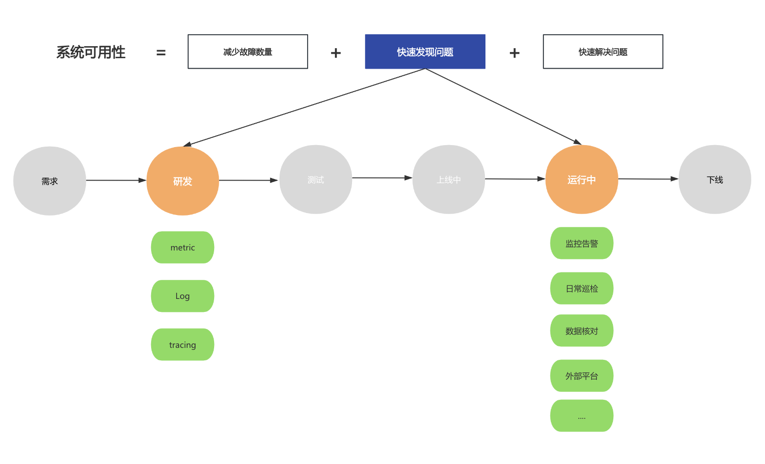 系统可用性 = 减少故障数量 + 快速发现问题 + 快速解决问题
需求 研发 测试 上线中 运行中 下线
metric
Log
tracing
监控告警
日常巡检
数据核对
外部平台
....